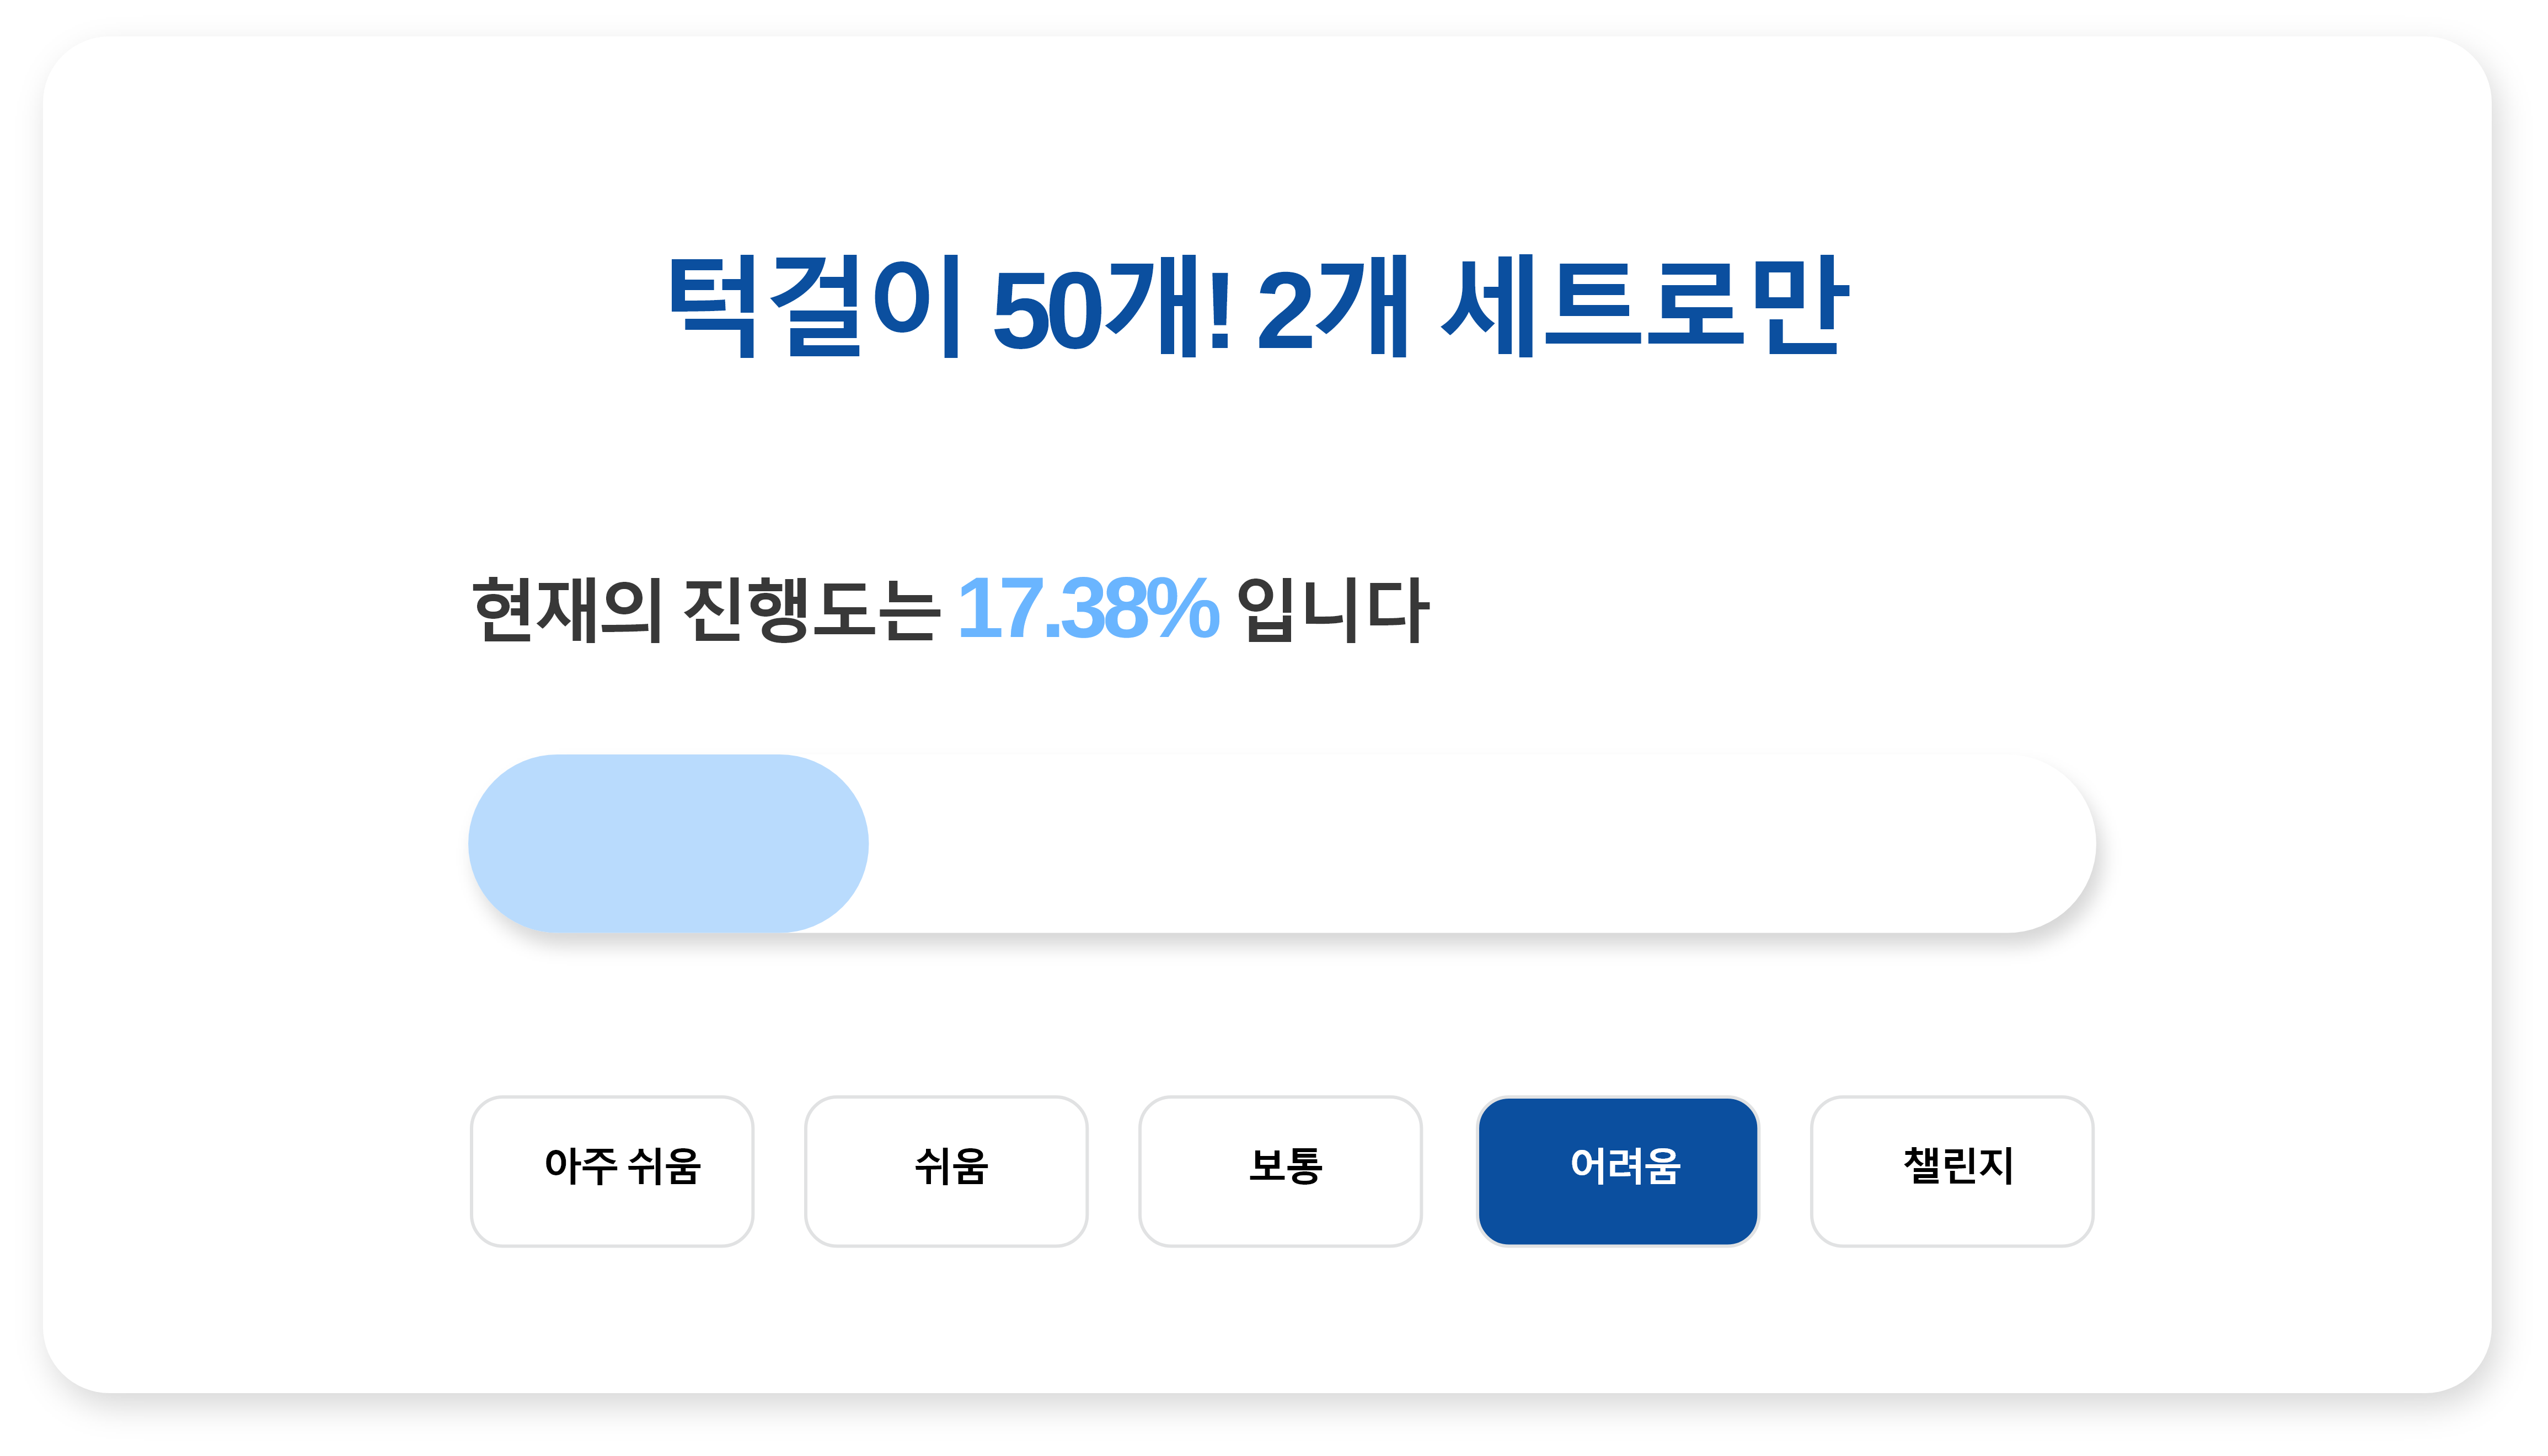 턱걸이 50개! 2개 세트로만
현재의 진행도는 17.38% 입니다
아주 쉬움
쉬움
보통
어려움
챌린지